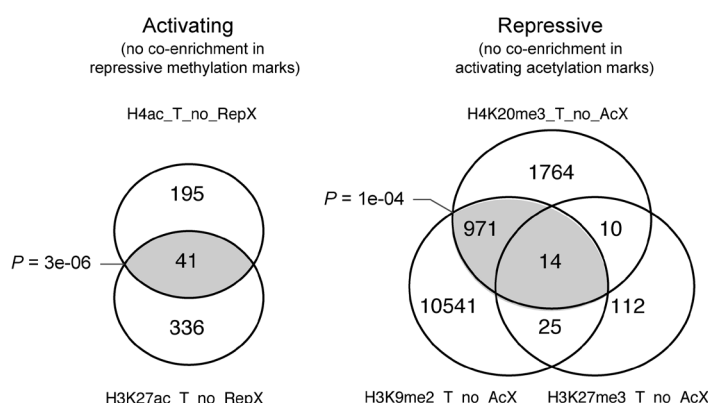 Activating
(no co-enrichment in
repressive methylation marks)
H4ac_T_no_RepX
195
P = 3e-06
41
336
H3K27ac_T_no_RepX
Repressive
(no co-enrichment in
activating acetylation marks)
H4K20me3_T_no_AcX
1764
P = 1e-04
971
10
14
10541
112
25
H3K9me2_T_no_AcX
H3K27me3_T_no_AcX